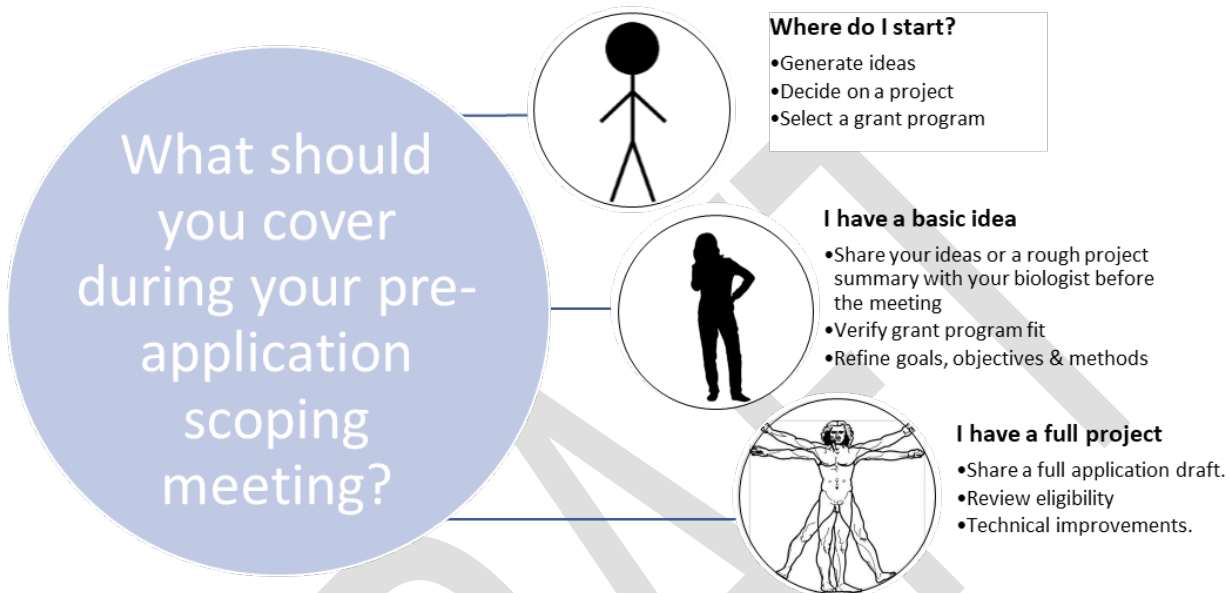 What should
you cover
during your pre-
application
scoping
meeting?
Where do I start?
•Generate ideas
•Decide on a project
•Select a grant program
I have a basic idea
•Share your ideas or a rough project
summary with your biologist before
the meeting
•Verify grant program fit
•Refine goals, objectives & methods
I have a full project
•Share a full application draft.
•Review eligibility
•Technical improvements.
DRAFT